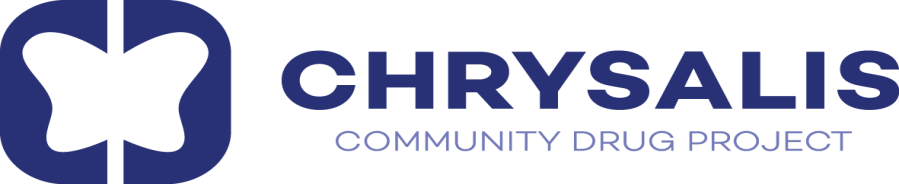 CHRYSALIS
COMMUNITY DRUG PROJECT